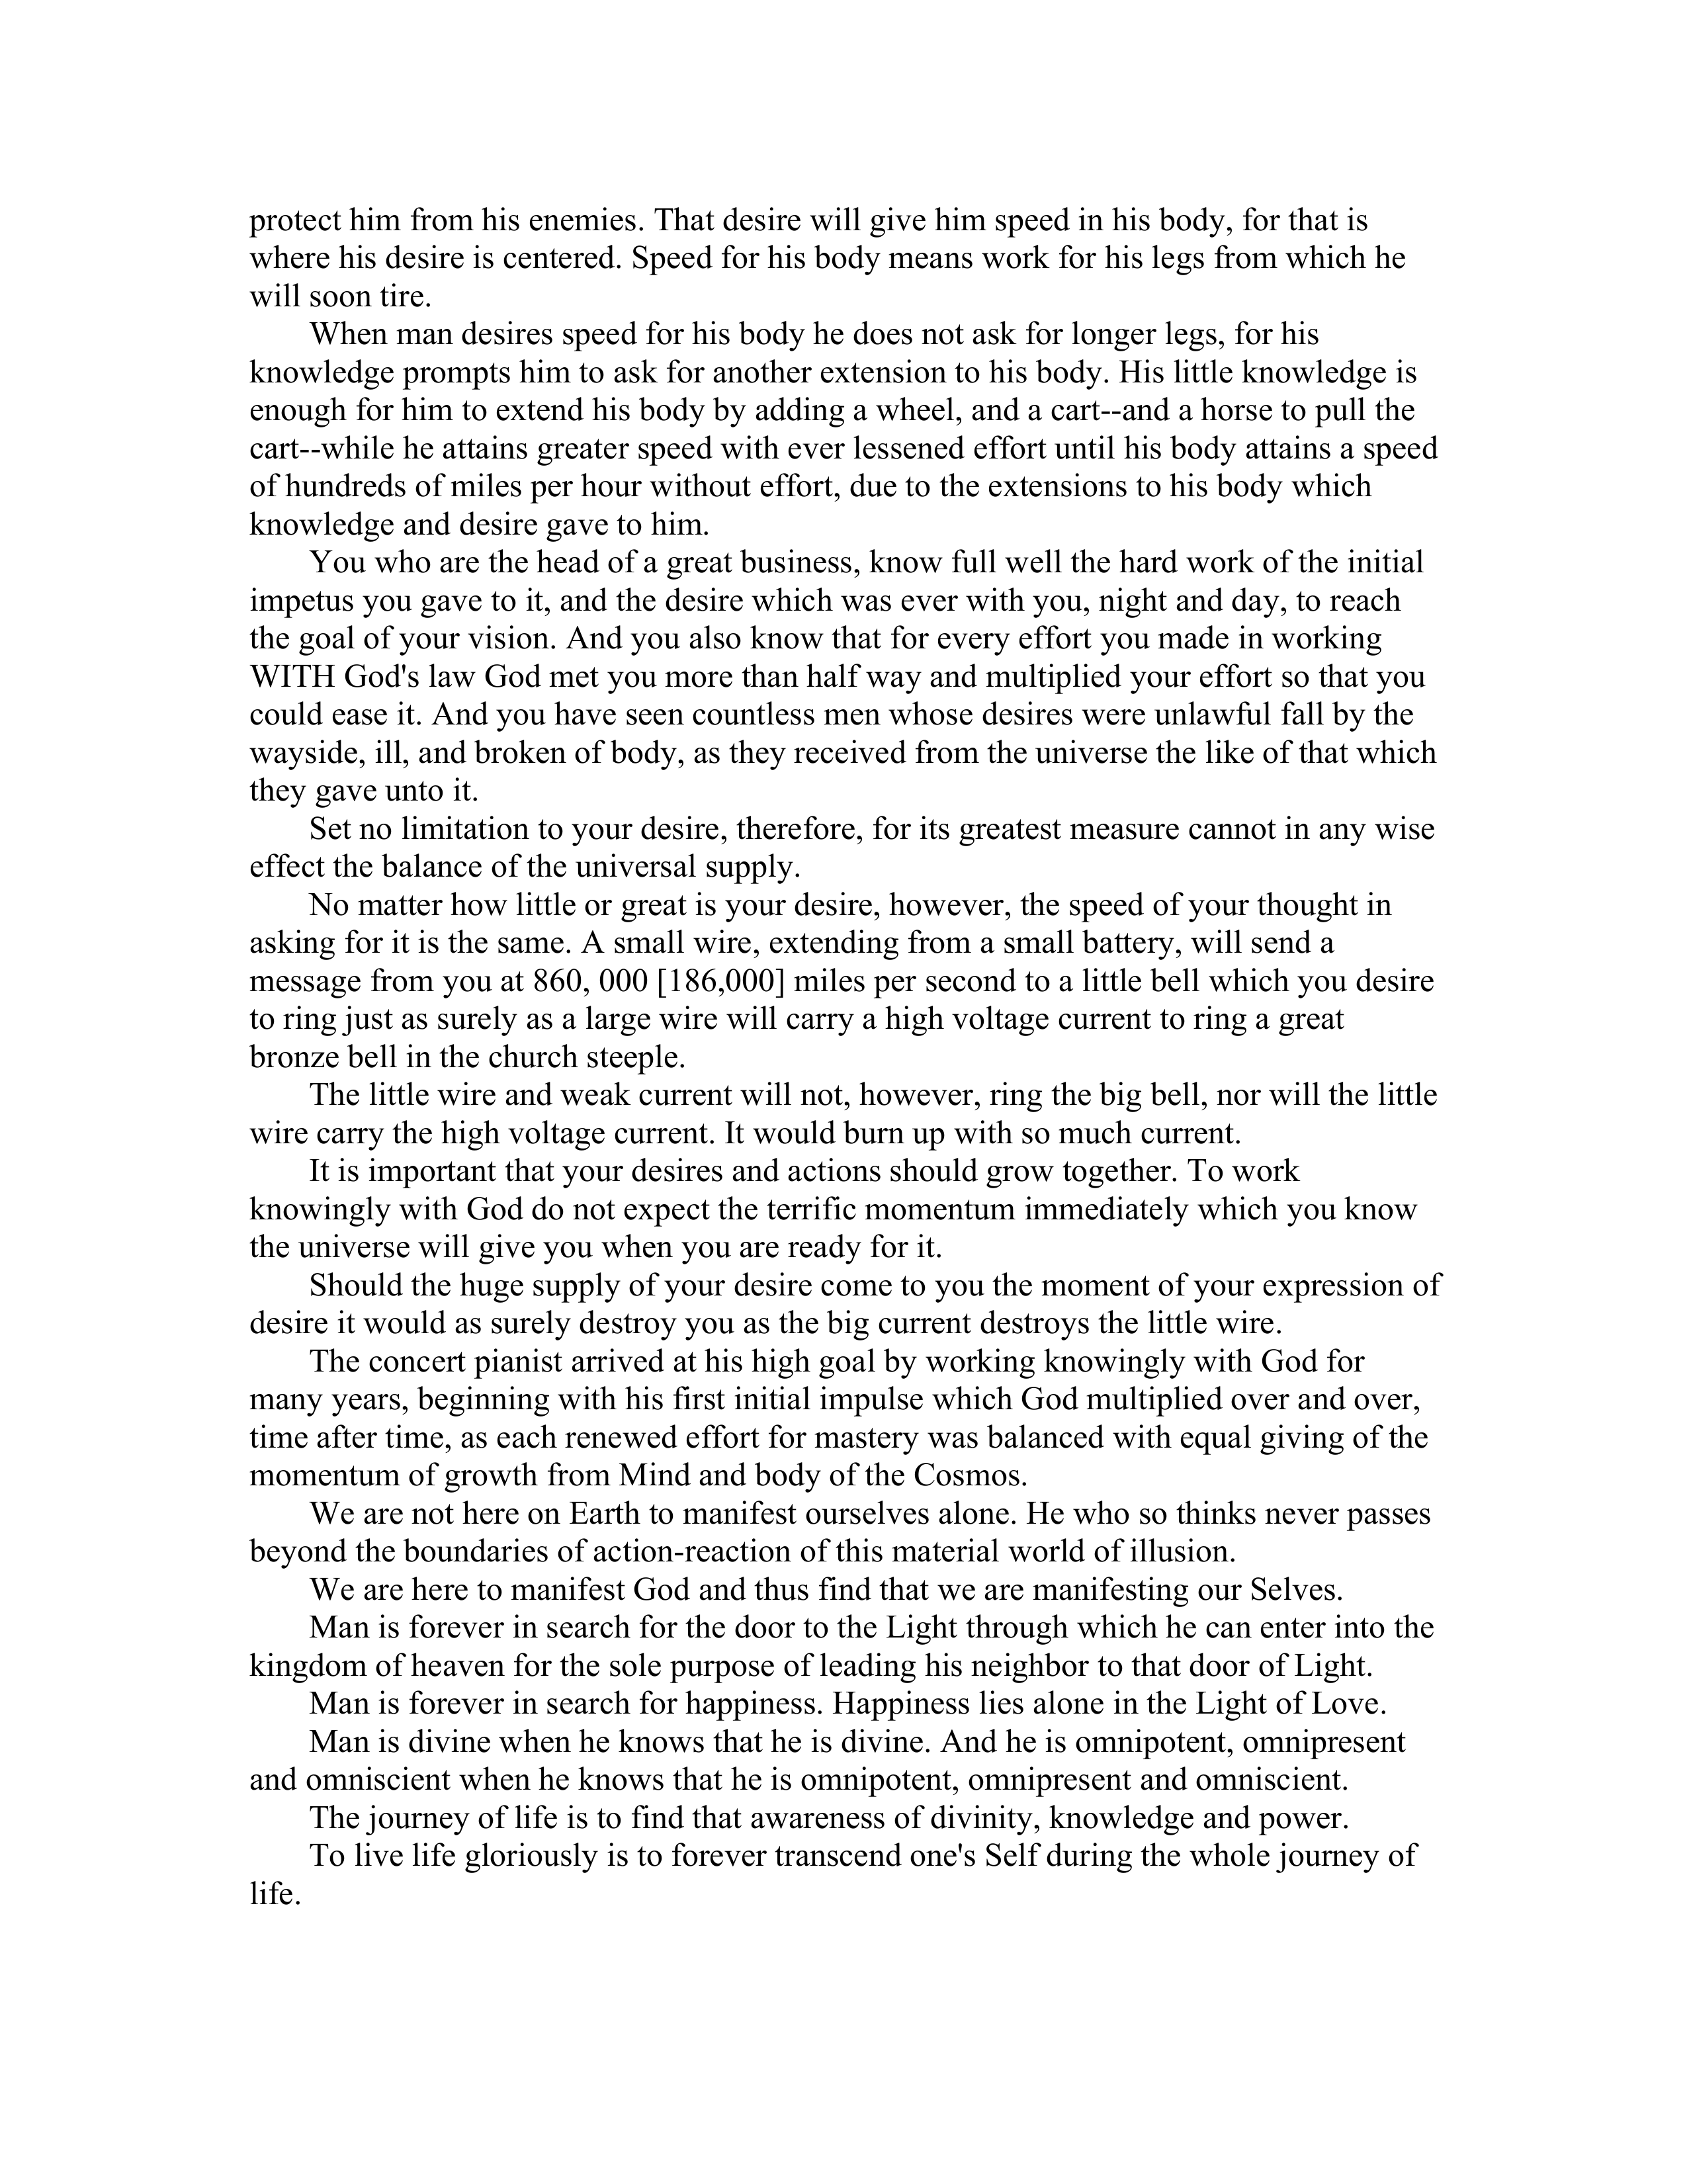 protect him from his enemies. That desire will give him speed in his body, for that is
where his desire is centered. Speed for his body means work for his legs from which he
will soon tire.
When man desires speed for his body he does not ask for longer legs, for his
knowledge prompts him to ask for another extension to his body. His little knowledge is
enough for him to extend his body by adding a wheel, and a cart--and a horse to pull the
cart--while he attains greater speed with ever lessened effort until his body attains a speed
of hundreds of miles per hour without effort, due to the extensions to his body which
knowledge and desire gave to him.
You who are the head of a great business, know full well the hard work of the initial
impetus you gave to it, and the desire which was ever with you, night and day, to reach
the goal of your vision. And you also know that for every effort you made in working
WITH God's law God met you more than half way and multiplied your effort so that you
could ease it. And you have seen countless men whose desires were unlawful fall by the
wayside, ill, and broken of body, as they received from the universe the like of that which
they gave unto it.
Set no limitation to your desire, therefore, for its greatest measure cannot in any wise
effect the balance of the universal supply.
No matter how little or great is your desire, however, the speed of your thought in
asking for it is the same. A small wire, extending from a small battery, will send a
message from you at 860, 000 [186,000] miles per second to a little bell which you desire
to ring just as surely as a large wire will carry a high voltage current to ring a great
bronze bell in the church steeple.
The little wire and weak current will not, however, ring the big bell, nor will the little
wire carry the high voltage current. It would burn up with so much current.
It is important that your desires and actions should grow together. To work
knowingly with God do not expect the terrific momentum immediately which you know
the universe will give you when you are ready for it.
Should the huge supply of your desire come to you the moment of your expression of
desire it would as surely destroy you as the big current destroys the little wire.
The concert pianist arrived at his high goal by working knowingly with God for
many years, beginning with his first initial impulse which God multiplied over and over,
time after time, as each renewed effort for mastery was balanced with equal giving of the
momentum of growth from Mind and body of the Cosmos.
We are not here on Earth to manifest ourselves alone. He who so thinks never passes
beyond the boundaries of action-reaction of this material world of illusion.
We are here to manifest God and thus find that we are manifesting our Selves.
Man is forever in search for the door to the Light through which he can enter into the
kingdom of heaven for the sole purpose of leading his neighbor to that door of Light.
Man is forever in search for happiness. Happiness lies alone in the Light of Love.
Man is divine when he knows that he is divine. And he is omnipotent, omnipresent
and omniscient when he knows that he is omnipotent, omnipresent and omniscient.
The journey of life is to find that awareness of divinity, knowledge and power.
To live life gloriously is to forever transcend one's Self during the whole journey of
life.